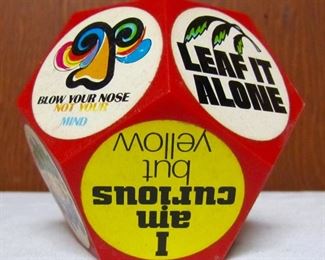 BLOW YOUR NOSE
NOT YOUR
MIND
LEAF IT
ALONE
I
am
curious
but
yellow